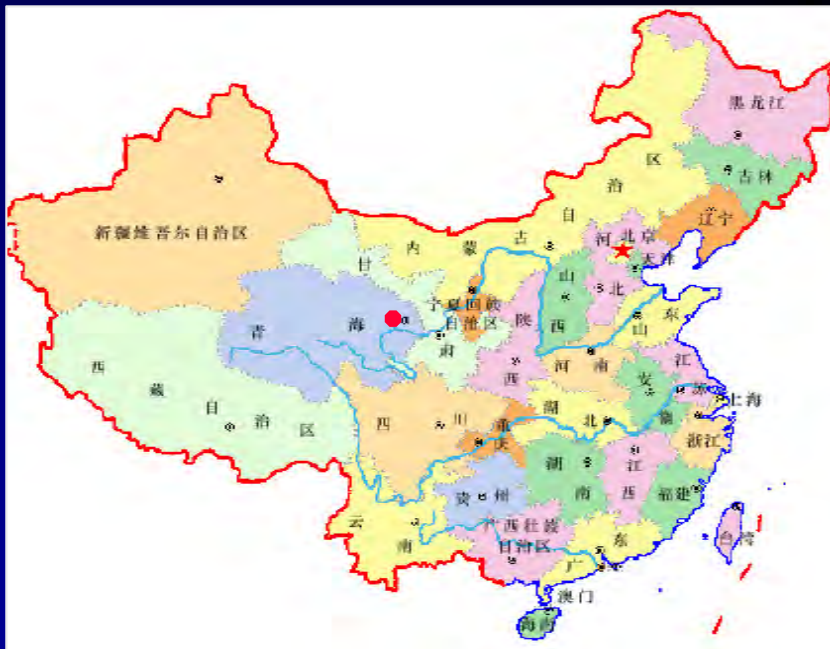 黑龙江
吉林
辽宁
内蒙古自治区
新疆维吾尔自治区
甘肃
北京
天津
河北
山西
宁夏回族
自治区
青海
陕西
山东
河南
江苏
安徽
上海
西藏自治区
四川
重庆
湖北
浙江
湖南
江西
福建
贵州
云南
广西壮族
自治区
广东
台湾
澳门
海南